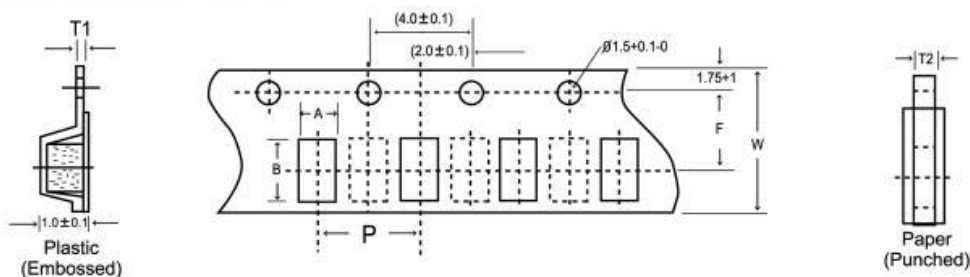 T1
1.0±0.1
Plastic
(Embossed)
(4.0±0.1)
(2.0±0.1)
Ø1.5+0.1-0
1.75+1
A
B
F
W
P
T2
Paper
(Punched)